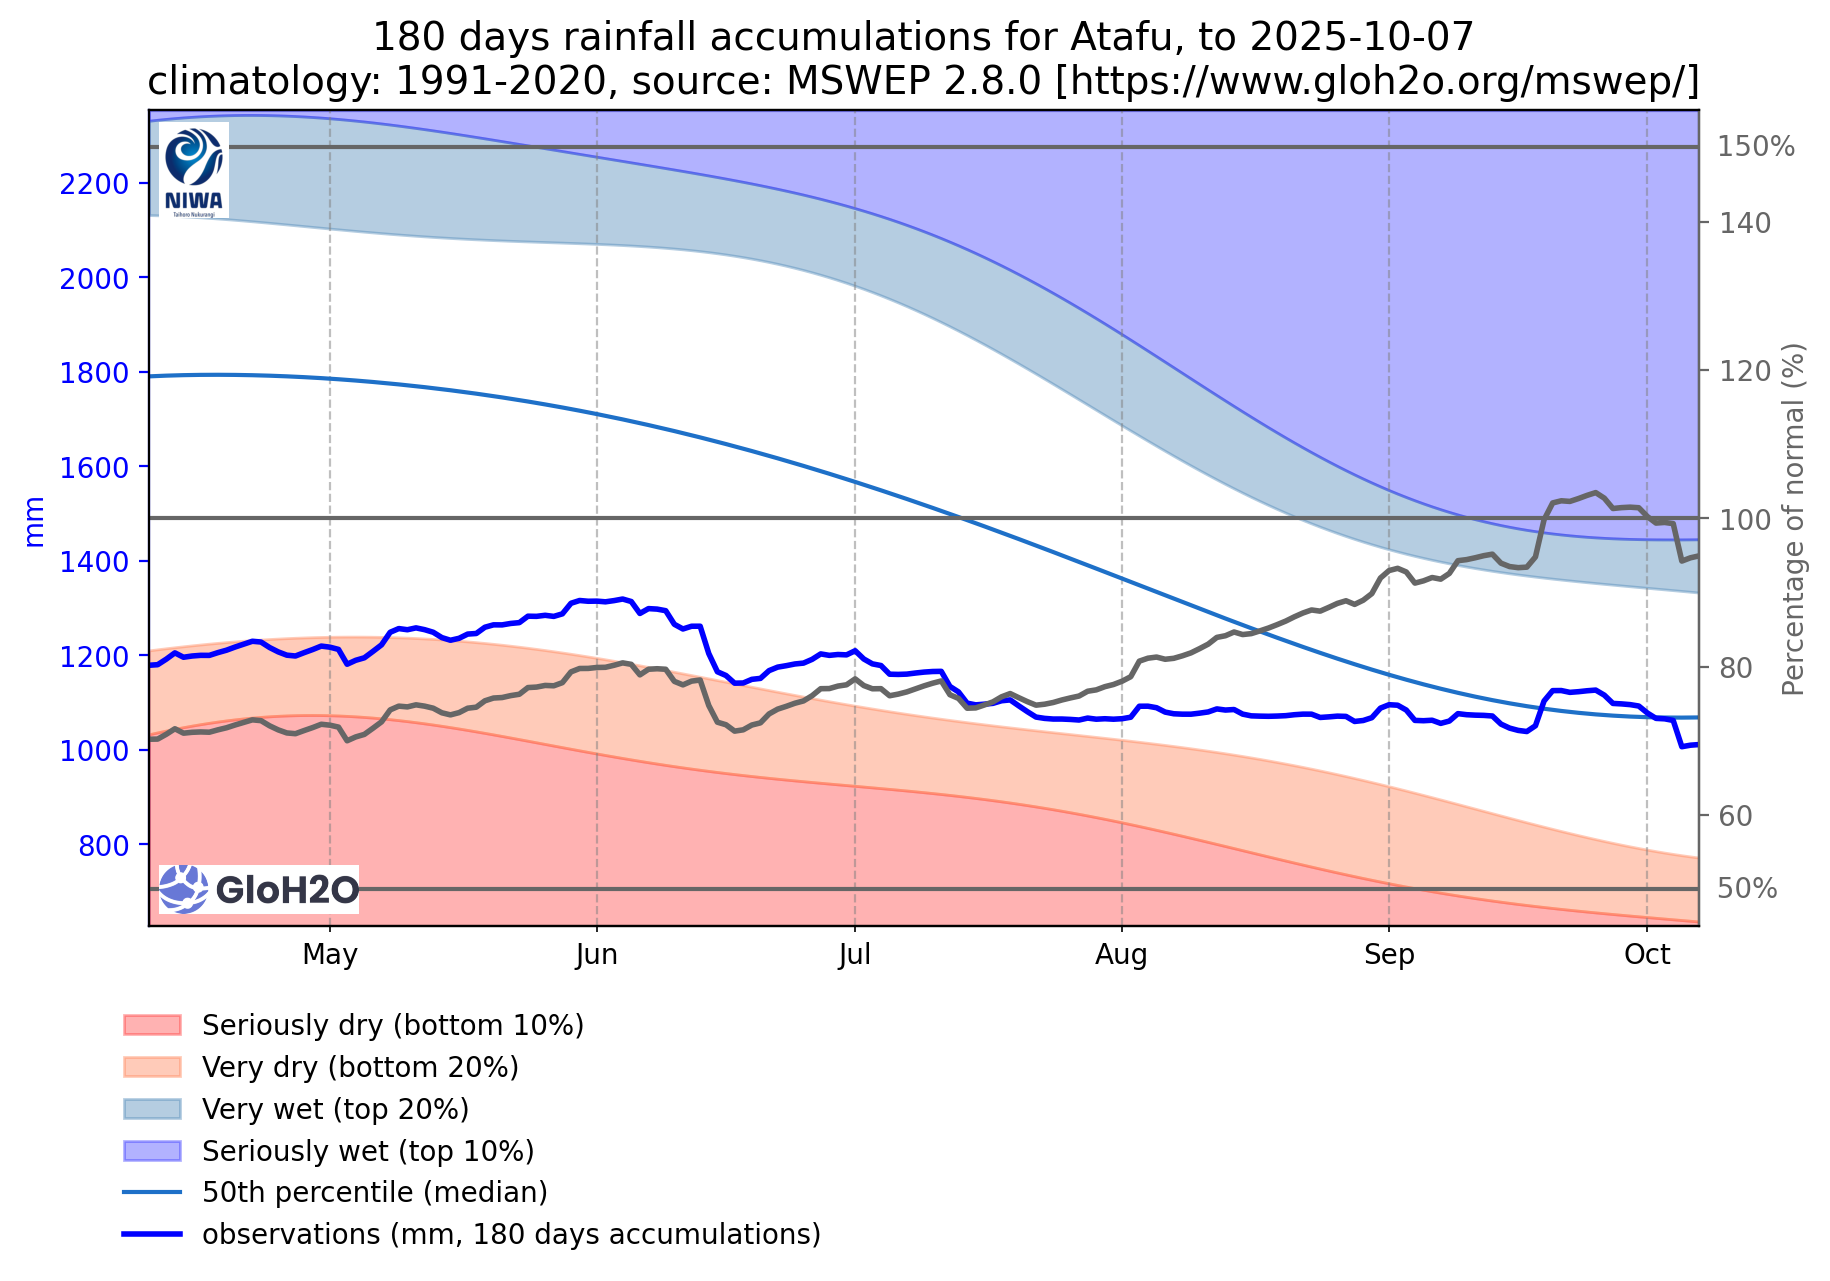 180 days rainfall accumulations for Atafu, to 2025-10-07
climatology: 1991-2020, source: MSWEP 2.8.0 [https://www.gloh2o.org/mswep/]
NIWA
Taihoro Nukurangi
2200
2000
1800
1600
1400
1200
1000
800
mm
150%
140
120
100
80
60
50%
Percentage of normal (%)
GloH2O
May
Jun
Jul
Aug
Sep
Oct
Seriously dry (bottom 10%)
Very dry (bottom 20%)
Very wet (top 20%)
Seriously wet (top 10%)
50th percentile (median)
observations (mm, 180 days accumulations)